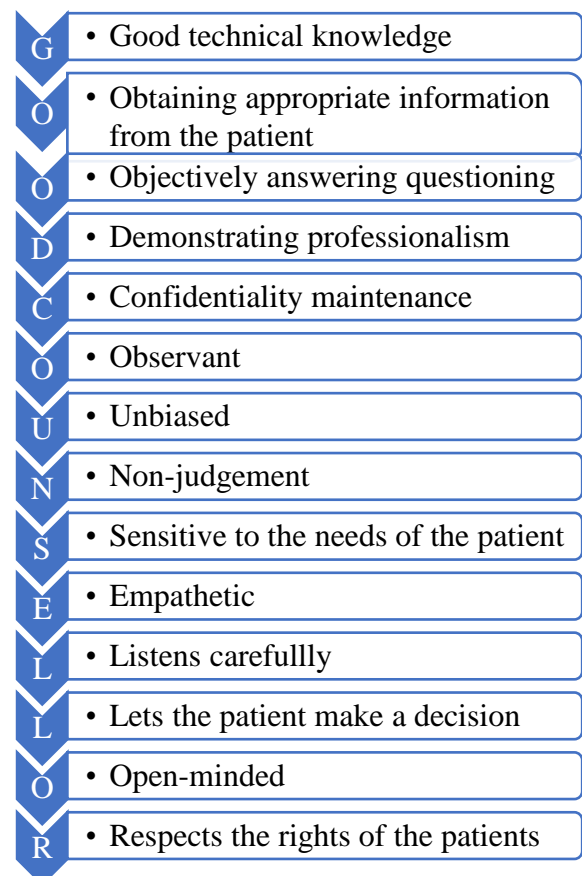 G
• Good technical knowledge
O
• Obtaining appropriate information
from the patient
O
• Objectively answering questioning
D
• Demonstrating professionalism
C
• Confidentiality maintenance
O
• Observant
U
• Unbiased
N
• Non-judgement
S
• Sensitive to the needs of the patient
E
• Empathetic
L
• Listens carefullly
L
• Lets the patient make a decision
O
• Open-minded
R
• Respects the rights of the patients